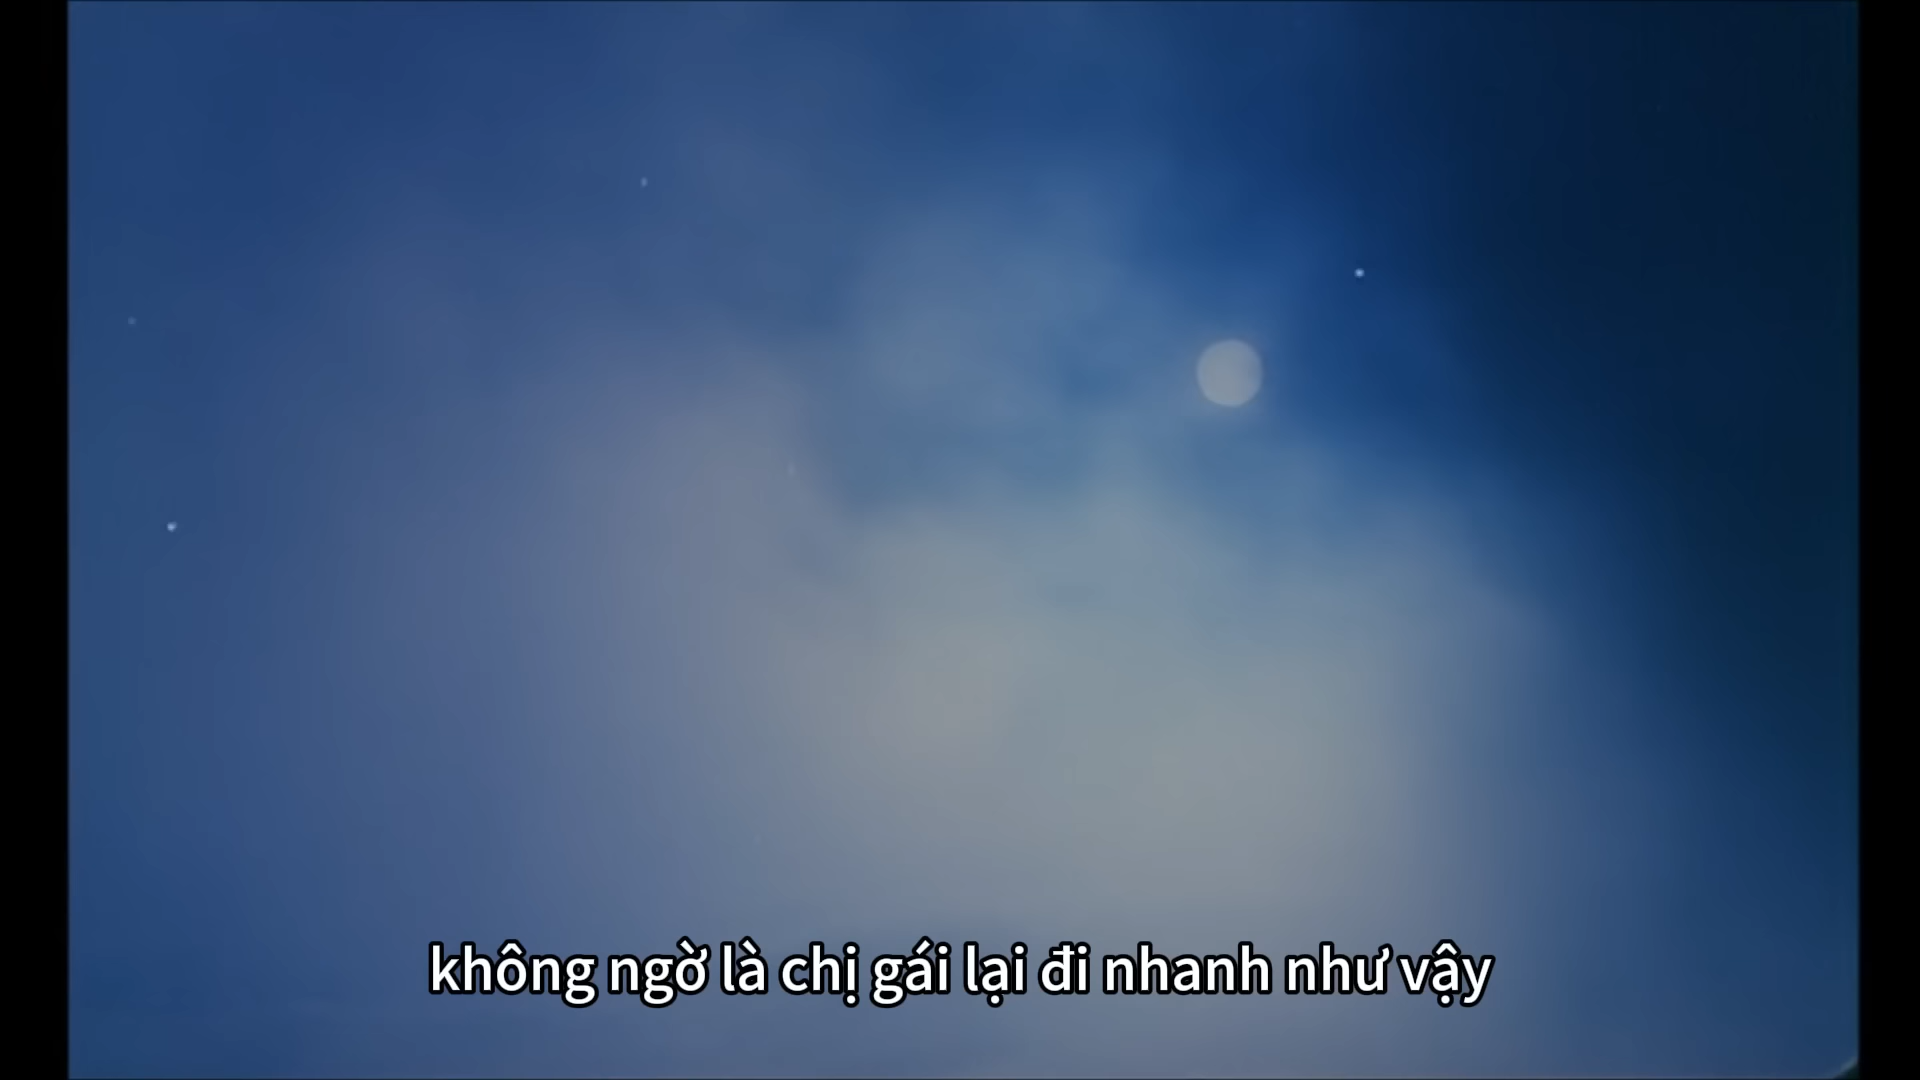 không ngờ là chị gái lại đi nhanh như vậy